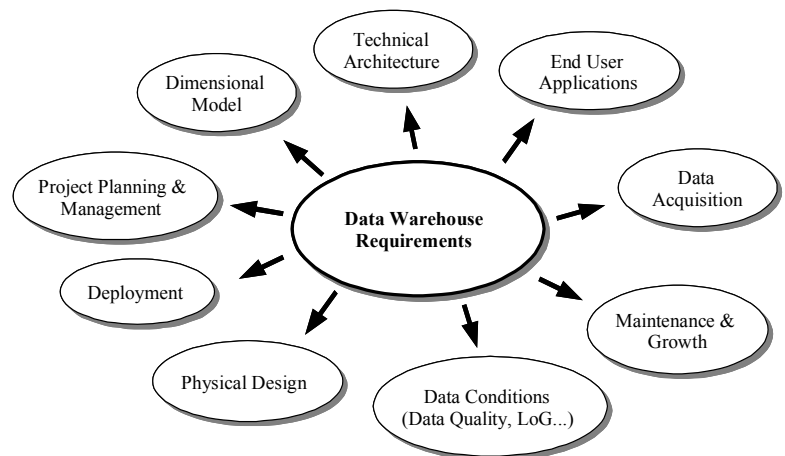 Technical
Architecture
End User
Applications
Dimensional
Model
Project Planning &
Management
Data Warehouse
Requirements
Data
Acquisition
Deployment
Maintenance &
Growth
Physical Design
Data Conditions
(Data Quality, LoG...)